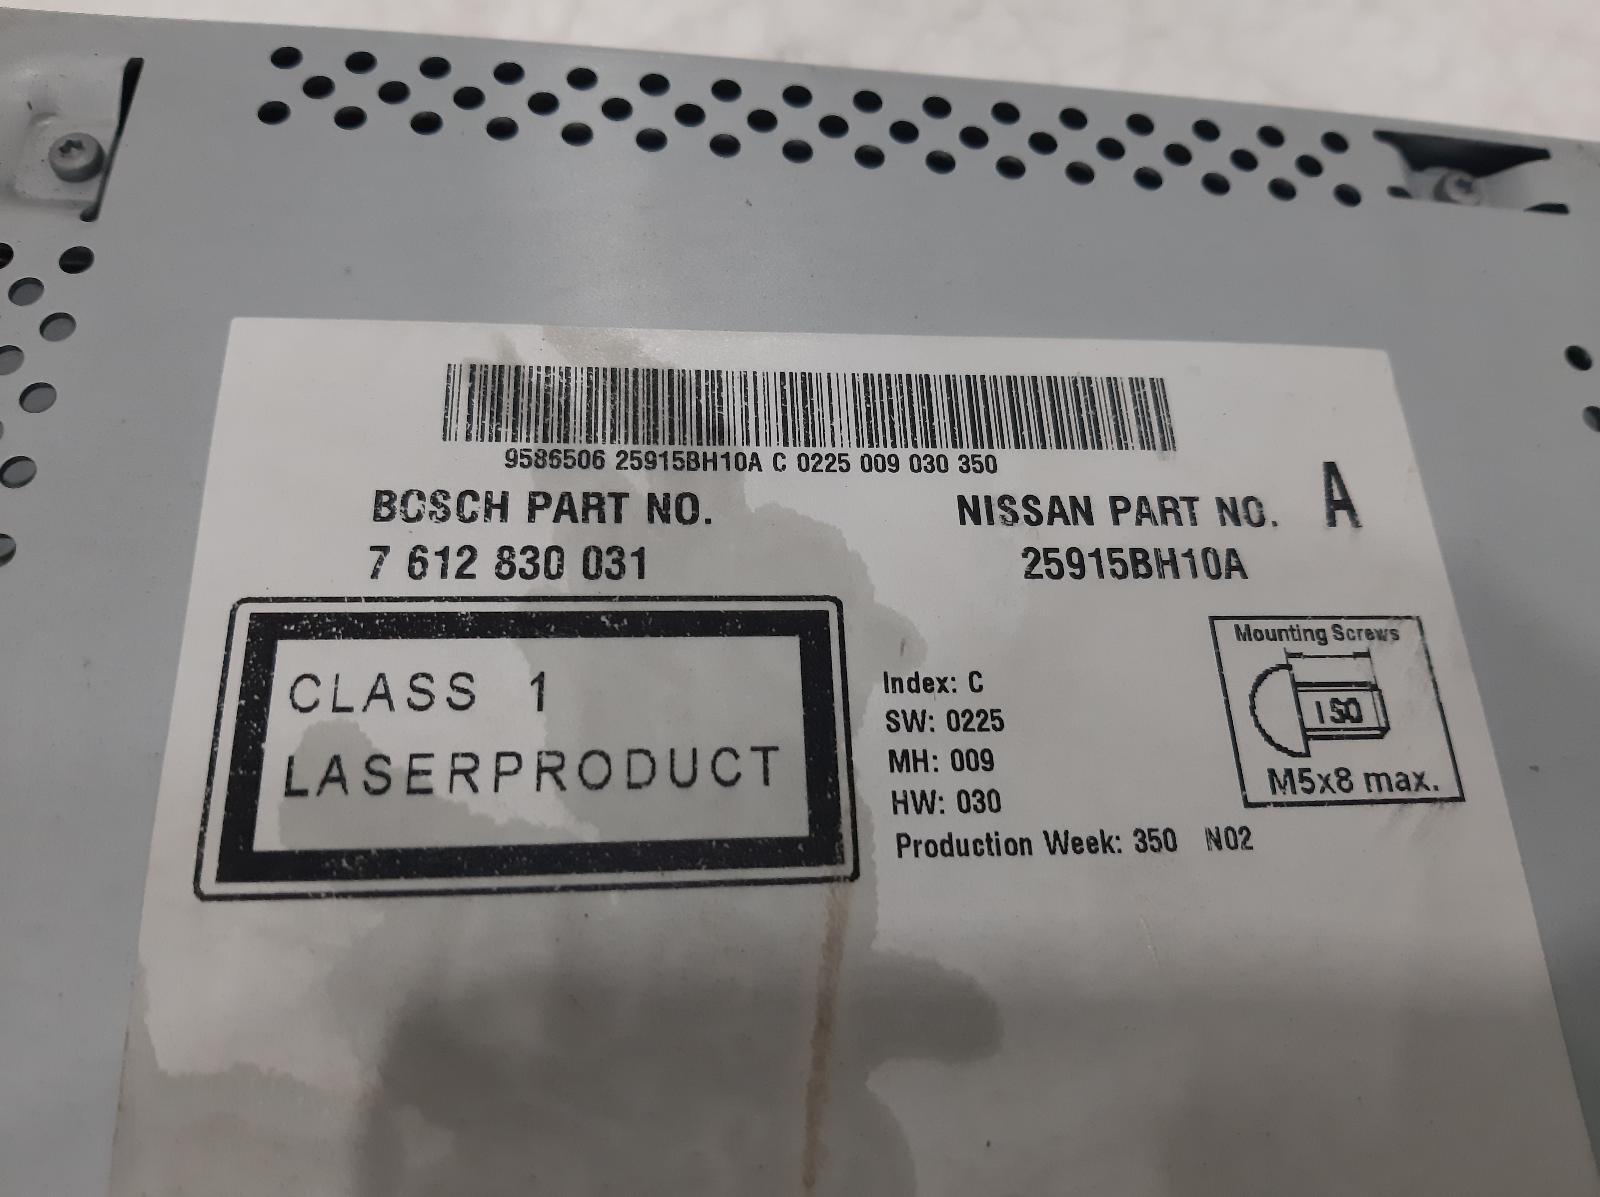 9586506 25915BH10A C 0225 009 030 350
BOSCH PART NO.
7 612 830 031
NISSAN PART NO. A
25915BH10A
CLASS 1
LASERPRODUCT
Index: C
SW: 0225
MH: 009
HW: 030
Production Week: 350 N02
Mounting Screws
ISO
M5x8 max.